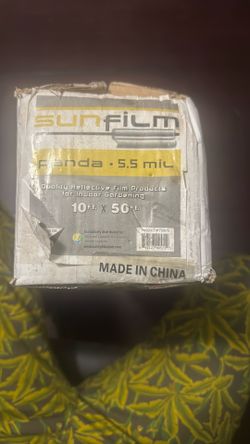 sunfilm
panda · 5.5 mil
Quality Reflective Film Products
for Indoor Gardening
10ft. x 50ft.
MADE IN CHINA